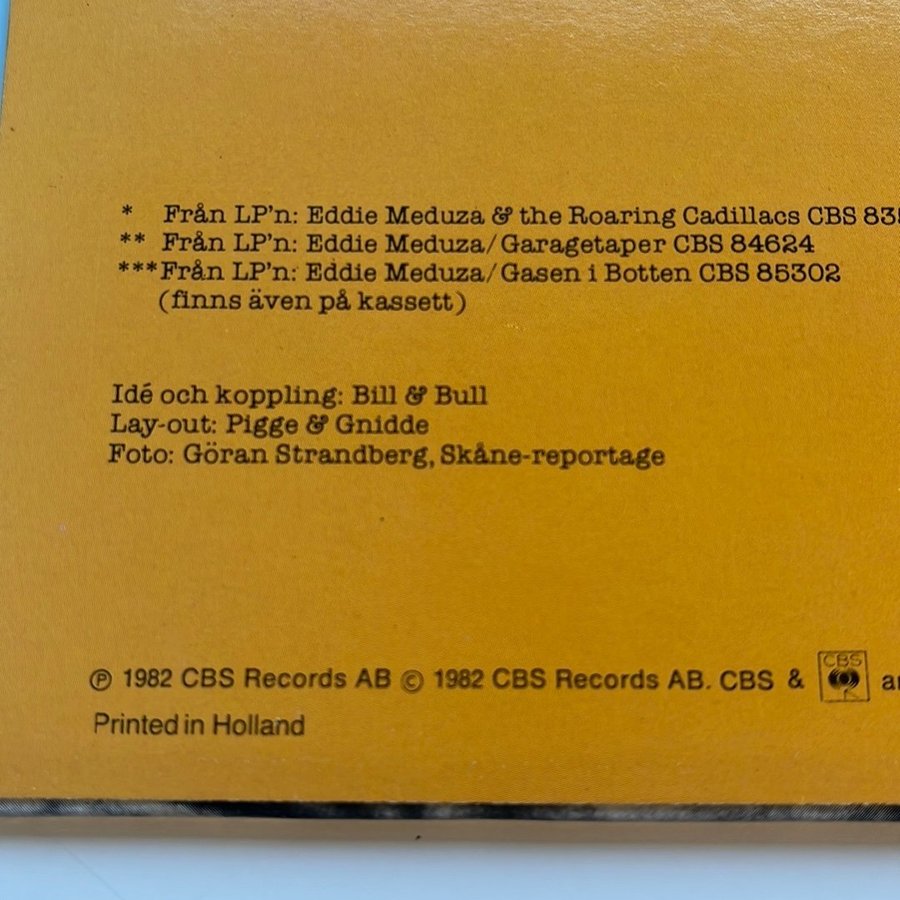 * Från LP'n: Eddie Meduza & the Roaring Cadillacs CBS
** Från LP'n: Eddie Meduza/Garagetaper CBS 84624
***Från LP'n: Eddie Meduza/Gasen i Botten CBS 85302
(finns även på kassett)
Idé och koppling: Bill & Bull
Lay-out: Pigge & Gnidde
Foto: Göran Strandberg, Skåne-reportage
℗ 1982 CBS Records AB © 1982 CBS Records AB. CBS & CBS
Printed in Holland